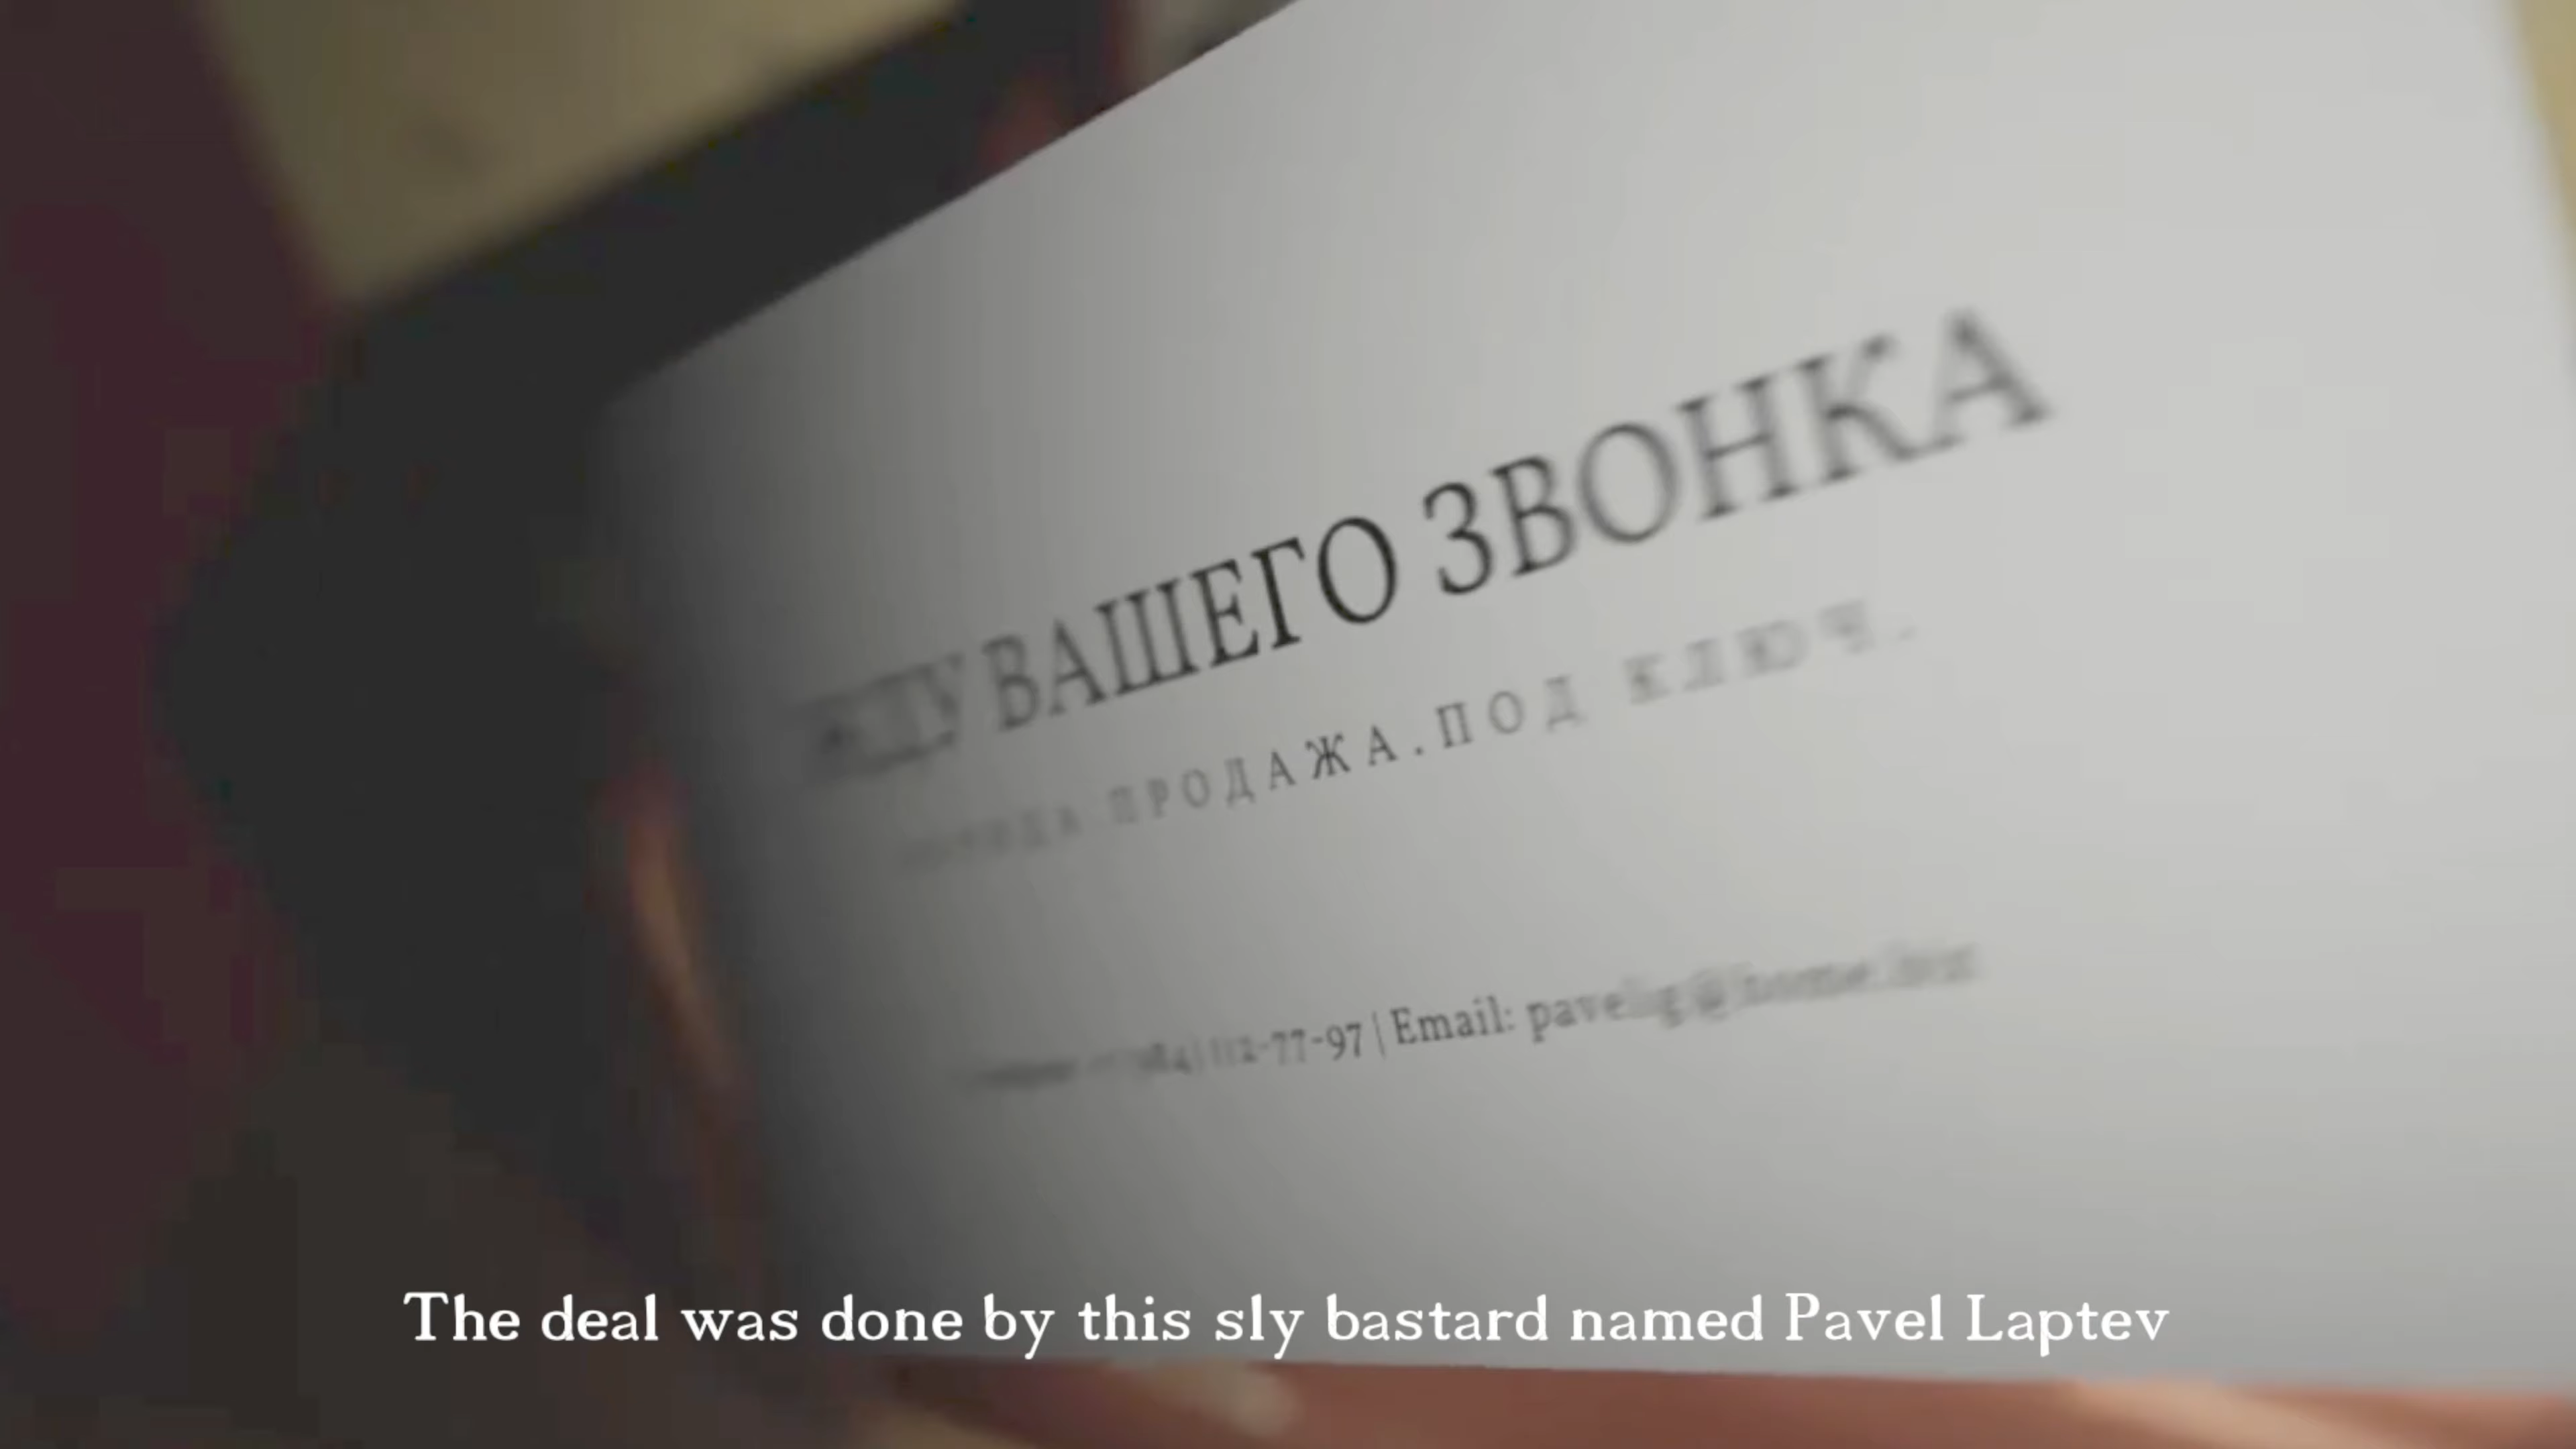 ЖДУ ВАШЕГО ЗВОНКА
ПРОДАЖА.ПОД КЛЮЧ.
112-77-97 | Email:
The deal was done by this sly bastard named Pavel Laptev